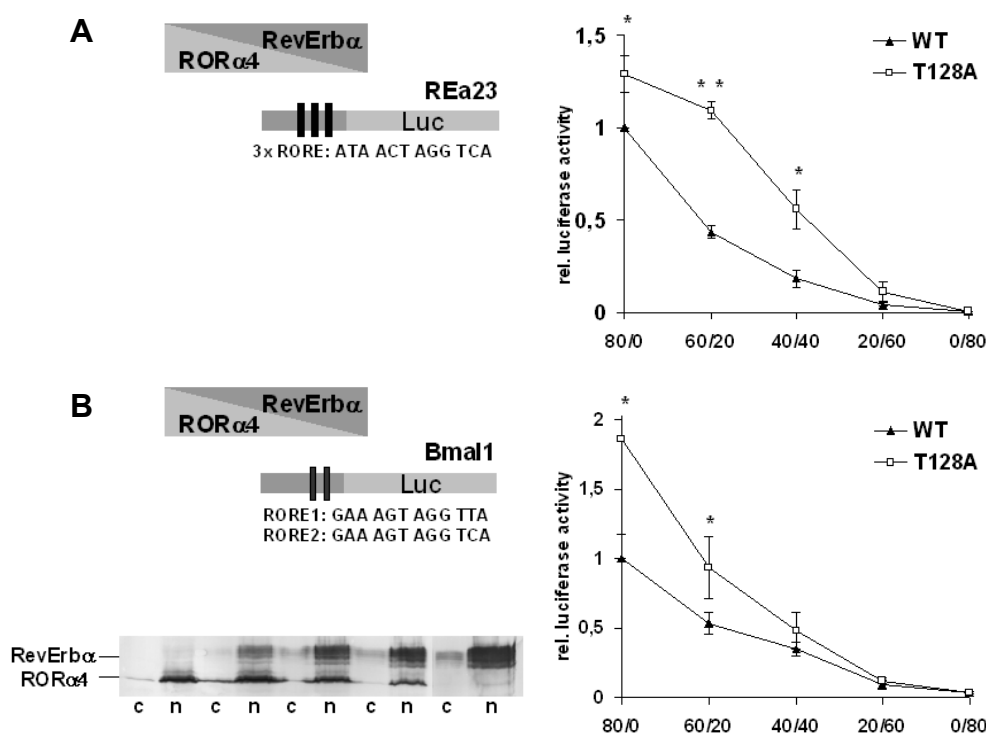 A
RevErbα
RORα4
REa23
Luc
3x RORE: ATA ACT AGG TCA
rel. luciferase activity
1,5
1
0,5
0
*
* *
*
WT
T128A
80/0 60/20 40/40 20/60 0/80
B
RevErbα
RORα4
Bmal1
Luc
RORE1: GAA AGT AGG TTA
RORE2: GAA AGT AGG TCA
RevErbα
RORα4
c n c n c n c n c n
rel. luciferase activity
2
1,5
1
0,5
0
*
*
WT
T128A
80/0 60/20 40/40 20/60 0/80